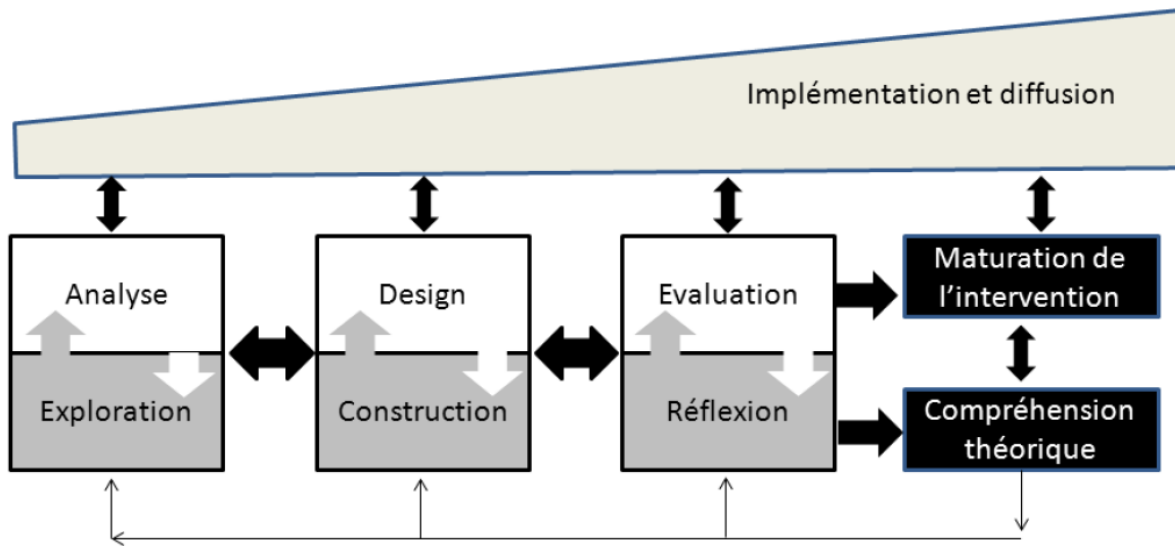 Implémentation et diffusion
Analyse
Design
Evaluation
Maturation de
l'intervention
Exploration
Construction
Réflexion
Compréhension
théorique